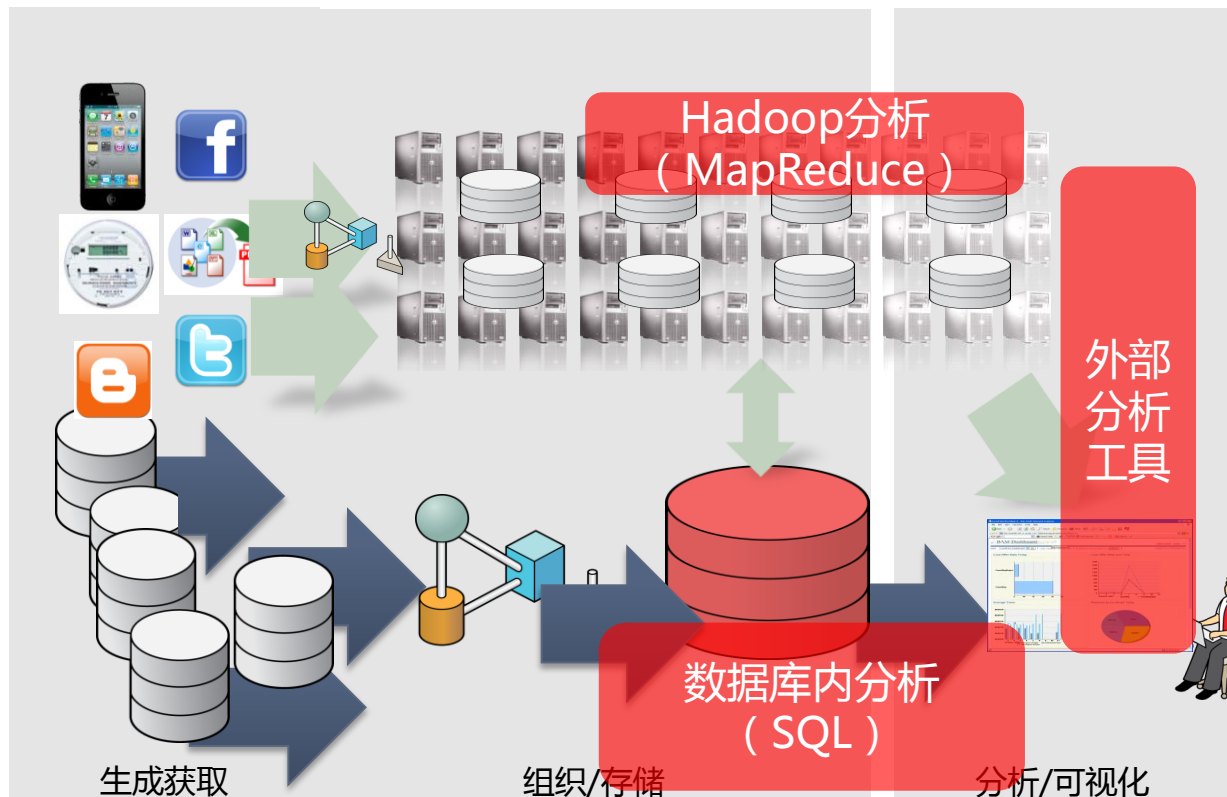 Hadoop分析
（MapReduce）
外部
分析
工具
数据库内分析
（SQL）
生成获取
组织/存储
分析/可视化